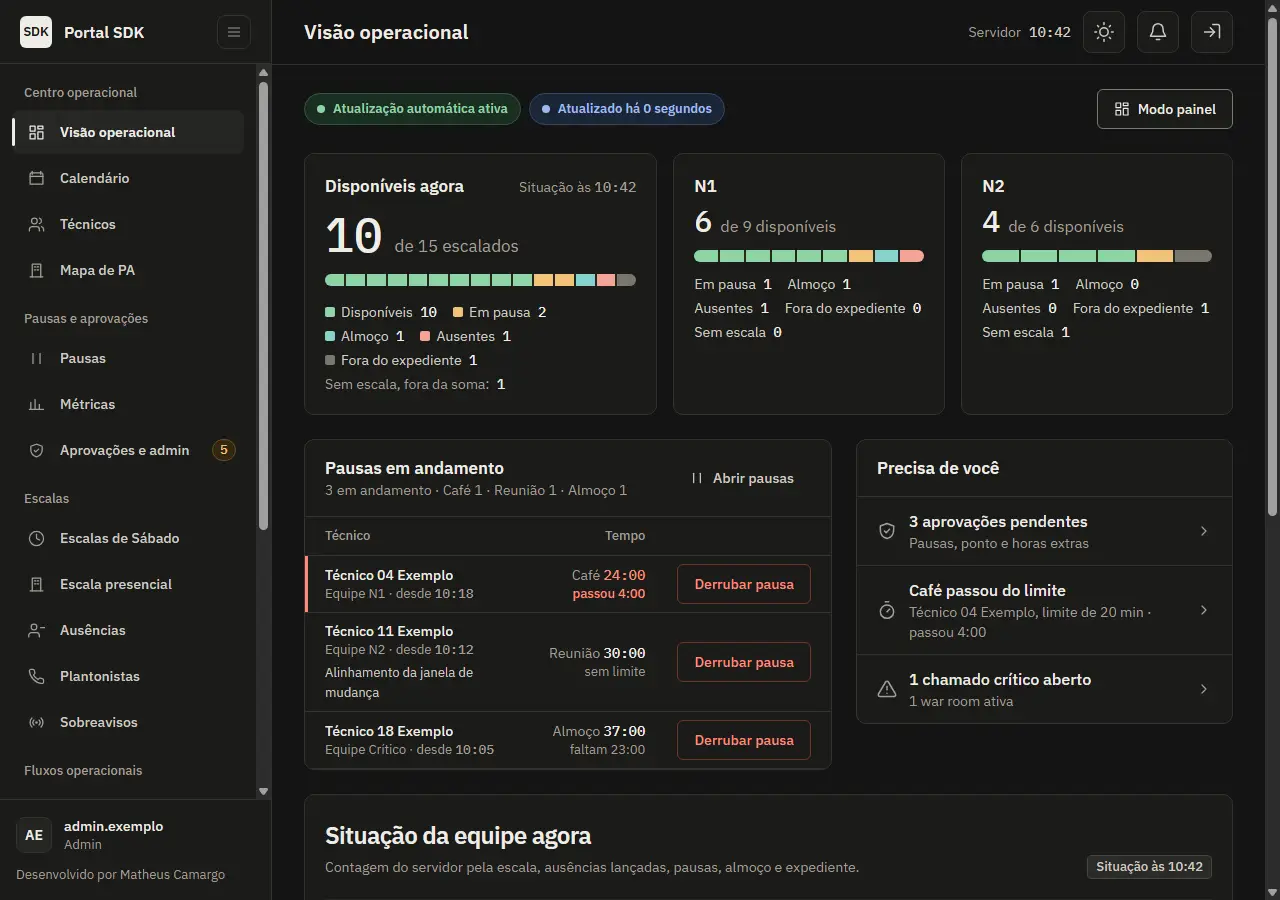 SDK Portal SDK
Centro operacional
Visão operacional
Calendário
Técnicos
Mapa de PA
Pausas e aprovações
Pausas
Métricas
Aprovações e admin 5
Escalas
Escalas de Sábado
Escala presencial
Ausências
Plantonistas
Sobreavisos
Fluxos operacionais
AE admin.exemplo
Admin
Desenvolvido por Matheus Camargo
Visão operacional
Servidor 10:42
Atualização automática ativa
Atualizado há 0 segundos
Modo painel
Disponíveis agora Situação às 10:42
10 de 15 escalados
Disponíveis 10 Em pausa 2
Almoço 1 Ausentes 1
Fora do expediente 1
Sem escala, fora da soma: 1
N1
6 de 9 disponíveis
Em pausa 1 Almoço 1
Ausentes 1 Fora do expediente 0
Sem escala 0
N2
4 de 6 disponíveis
Em pausa 1 Almoço 0
Ausentes 0 Fora do expediente 1
Sem escala 1
Pausas em andamento
3 em andamento · Café 1 · Reunião 1 · Almoço 1
Abrir pausas
Técnico Tempo
Técnico 04 Exemplo
Equipe N1 · desde 10:18
Café 24:00
passou 4:00
Derrubar pausa
Técnico 11 Exemplo
Equipe N2 · desde 10:12
Alinhamento da janela de
mudança
Reunião 30:00
sem limite
Derrubar pausa
Técnico 18 Exemplo
Equipe Crítico · desde 10:05
Almoço 37:00
faltam 23:00
Derrubar pausa
Precisa de você
3 aprovações pendentes
Pausas, ponto e horas extras
Café passou do limite
Técnico 04 Exemplo, limite de 20 min ·
passou 4:00
1 chamado crítico aberto
1 war room ativa
Situação da equipe agora
Contagem do servidor pela escala, ausências lançadas, pausas, almoço e expediente.
Situação às 10:42